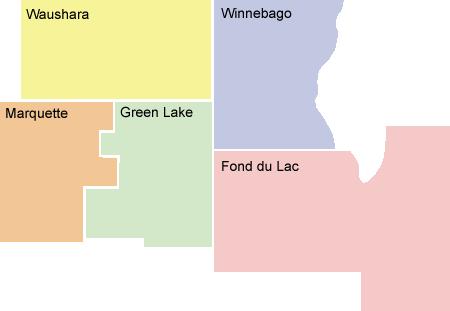 Waushara
Winnebago
Marquette
Green Lake
Fond du Lac